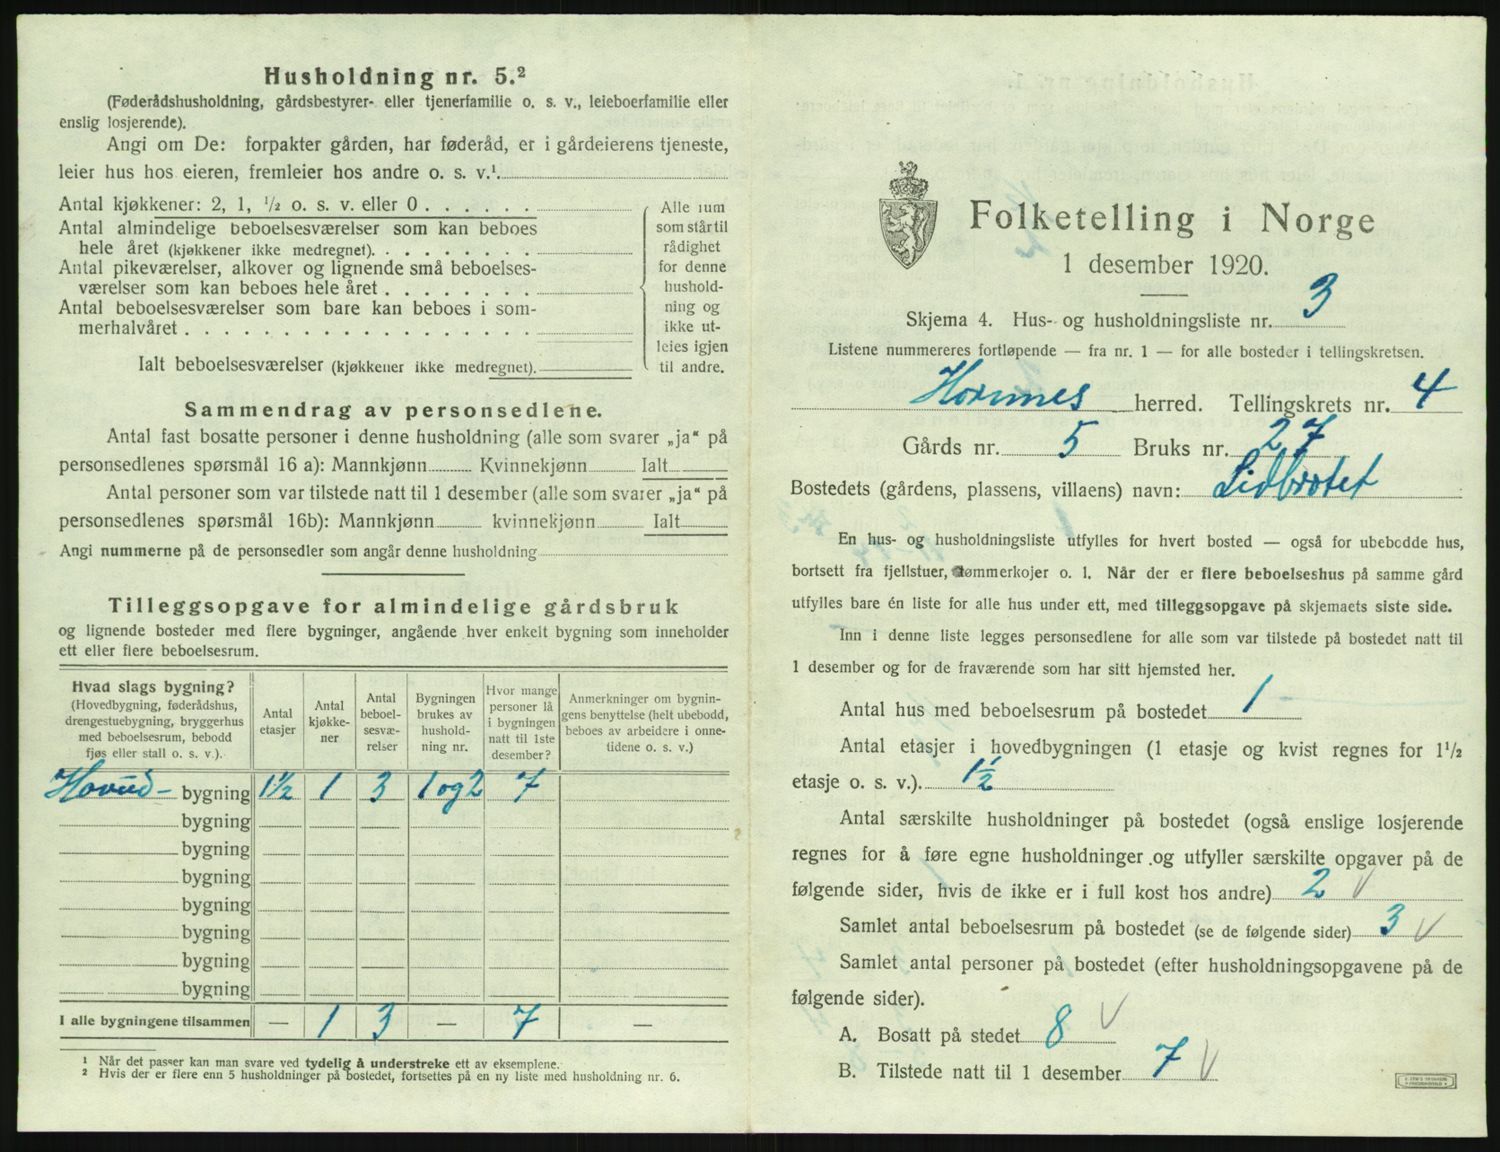 Husholdning nr. 5.²
(Føderådshusholdning, gårdsbestyrer- eller tjenerfamilie o. s. v., leieboerfamilie eller
enslig losjerende).
Angi om De: forpakter gården, har føderåd, er i gårdeierens tjeneste,
leier hus hos eieren, fremleier hos andre o. s. v.¹.
Antal kjøkkener: 2, 1, ½ o. s. v. eller 0 . . . . . .
Antal almindelige beboelsesværelser som kan beboes
hele året (kjøkkener ikke medregnet). . . . . . . . .
Antal pikeværelser, alkover og lignende små beboelses-
værelser som kan beboes hele året . . . . . . . .
Antal beboelsesværelser som bare kan beboes i som-
merhalvåret . . . . . . . . . . . . . . . . . .
Ialt beboelsesværelser (kjøkkener ikke medregnet).
Alle rum
som står til
rådighet
for denne
hushold-
ning og
ikke ut-
leies igjen
til andre.
Sammendrag av personsedlene.
Antal fast bosatte personer i denne husholdning (alle som svarer „ja“ på
personsedlenes spørsmål 16 a): Mannkjønn Kvinnekjønn Ialt
Antal personer som var tilstede natt til 1 desember (alle som svarer „ja“ på
personsedlenes spørsmål 16b): Mannkjønn kvinnekjønn Ialt
Angi nummerne på de personsedler som angår denne husholdning
Tilleggsopgave for almindelige gårdsbruk
og lignende bosteder med flere bygninger, angående hver enkelt bygning som inneholder
ett eller flere beboelsesrum.
Hvad slags bygning?
(Hovedbygning, føderådshus,
drengestuebygning, bryggerhus
med beboelsesrum, bebodd
fjøs eller stall o. s. v.).
Antal
etasjer
Antal
kjøkke-
ner
Antal
beboel-
sesvæ-
relser
Bygningen
brukes av
hushold-
ning nr.
Hvor mange
personer lå
i bygningen
natt til 1ste
desember?
Anmerkninger om bygnin-
gens benyttelse (helt ubebodd,
beboes av arbeidere i onne-
tidene o. s. v.)
Hovud- bygning 1½ 1 3 1 og 2 7
bygning
bygning
bygning
bygning
bygning
bygning
bygning
I alle bygningene tilsammen — 1 3 — 7 —
¹ Når det passer kan man svare ved tydelig å understreke ett av eksemplene.
² Hvis der er flere enn 5 husholdninger på bostedet, fortsettes på en ny liste med husholdning nr. 6.
Folketelling i Norge
1 desember 1920.
Skjema 4. Hus- og husholdningsliste nr. 3
Listene nummereres fortløpende — fra nr. 1 — for alle bosteder i tellingskretsen.
Hornnes herred. Tellingskrets nr. 4
Gårds nr. 5 Bruks nr. 27
Bostedets (gårdens, plassens, villaens) navn: Lidbrotet
En hus- og husholdningsliste utfylles for hvert bosted — også for ubebodde hus,
bortsett fra fjellstuer, tømmerkojer o. l. Når der er flere beboelseshus på samme gård
utfylles bare én liste for alle hus under ett, med tilleggsopgave på skjemaets siste side.
Inn i denne liste legges personsedlene for alle som var tilstede på bostedet natt til
1 desember og for de fraværende som har sitt hjemsted her.
Antal hus med beboelsesrum på bostedet 1
Antal etasjer i hovedbygningen (1 etasje og kvist regnes for 1½
etasje o. s. v.). 1½
Antal særskilte husholdninger på bostedet (også enslige losjerende
regnes for å føre egne husholdninger og utfyller særskilte opgaver på de
følgende sider, hvis de ikke er i full kost hos andre) 2 √
Samlet antal beboelsesrum på bostedet (se de følgende sider) 3 √
Samlet antal personer på bostedet (efter husholdningsopgavene på de
følgende sider).
A. Bosatt på stedet 8 √
B. Tilstede natt til 1 desember 7 √